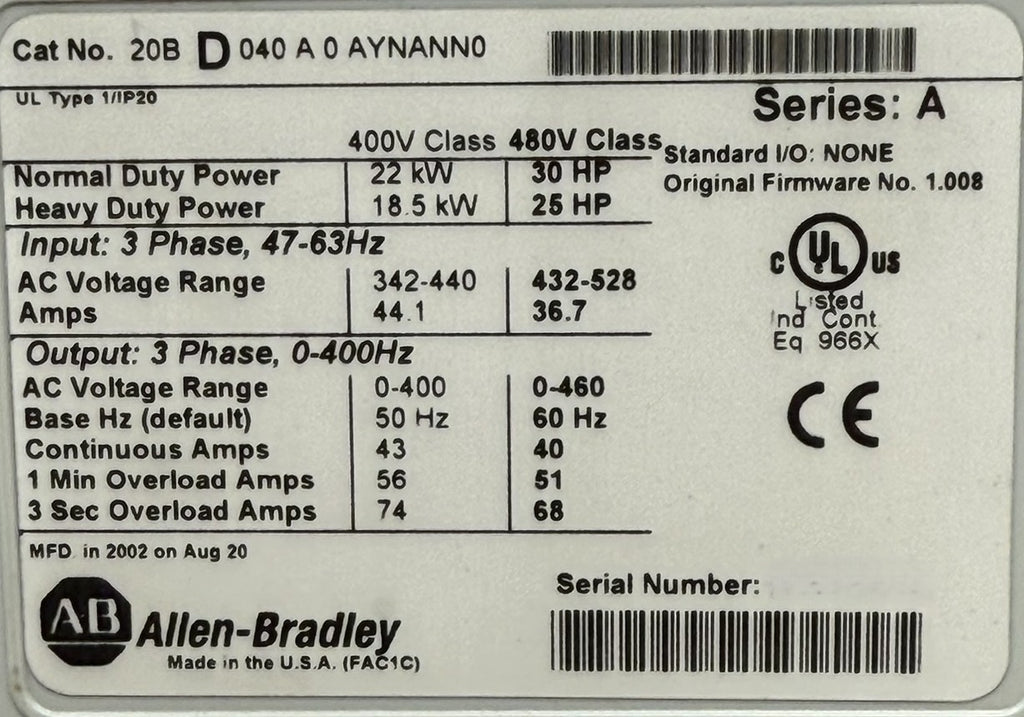 Cat No. 20B D 040 A 0 AYNANN0
UL Type 1/IP20
Series: A
400V Class 480V Class
Standard I/O: NONE
Original Firmware No. 1.008
Normal Duty Power 22 kW 30 HP
Heavy Duty Power 18.5 kW 25 HP
Input: 3 Phase, 47-63Hz
AC Voltage Range 342-440 432-528
Amps 44.1 36.7
C UL US
Listed
Ind Cont
Eq 966X
Output: 3 Phase, 0-400Hz
AC Voltage Range 0-400 0-460
Base Hz (default) 50 Hz 60 Hz
Continuous Amps 43 40
1 Min Overload Amps 56 51
3 Sec Overload Amps 74 68
CE
MFD. in 2002 on Aug 20
Serial Number:
AB Allen-Bradley
Made in the U.S.A. (FAC1C)